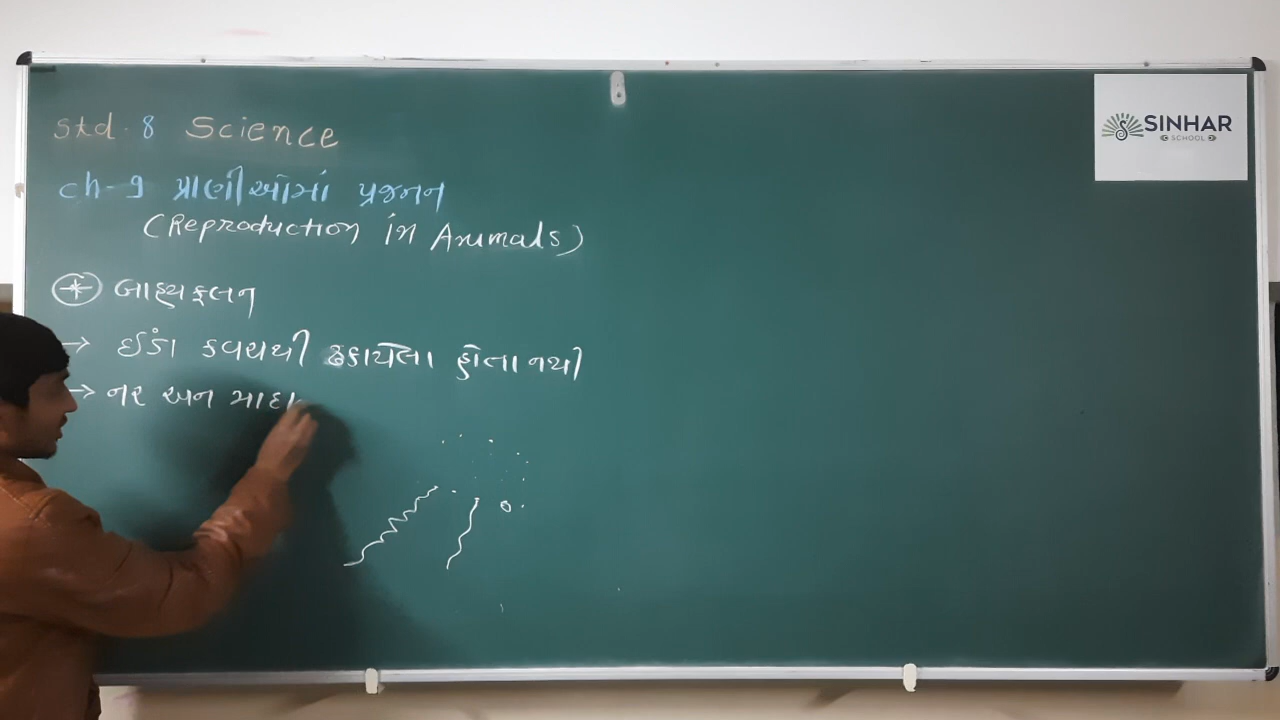 Std. 8 Science
ch-9 પ્રાણીઓમાં પ્રજનન
(Reproduction in Animals)
બાહ્યફલન
→ ઈંડા કવચથી ઢંકાયેલા હોતા નથી
→ નર અને માદા
SINHAR
SCHOOL